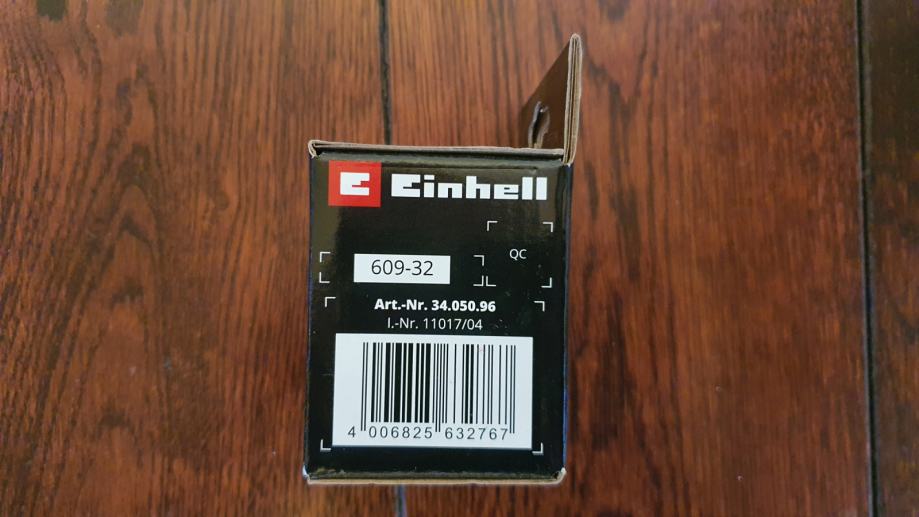 Einhell
QC
609-32
Art.-Nr. 34.050.96
I.-Nr. 11017/04
4 006825 632767